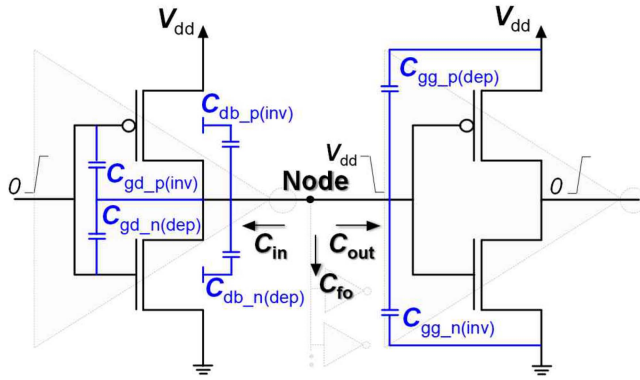 Vdd
Vdd
Cgg_p(dep)
Cdb_p(inv)
0
Cgd_p(inv)
Vdd
Node
0
Cgd_n(dep)
Cin
Cout
Cdb_n(dep)
Cfo
Cgg_n(inv)